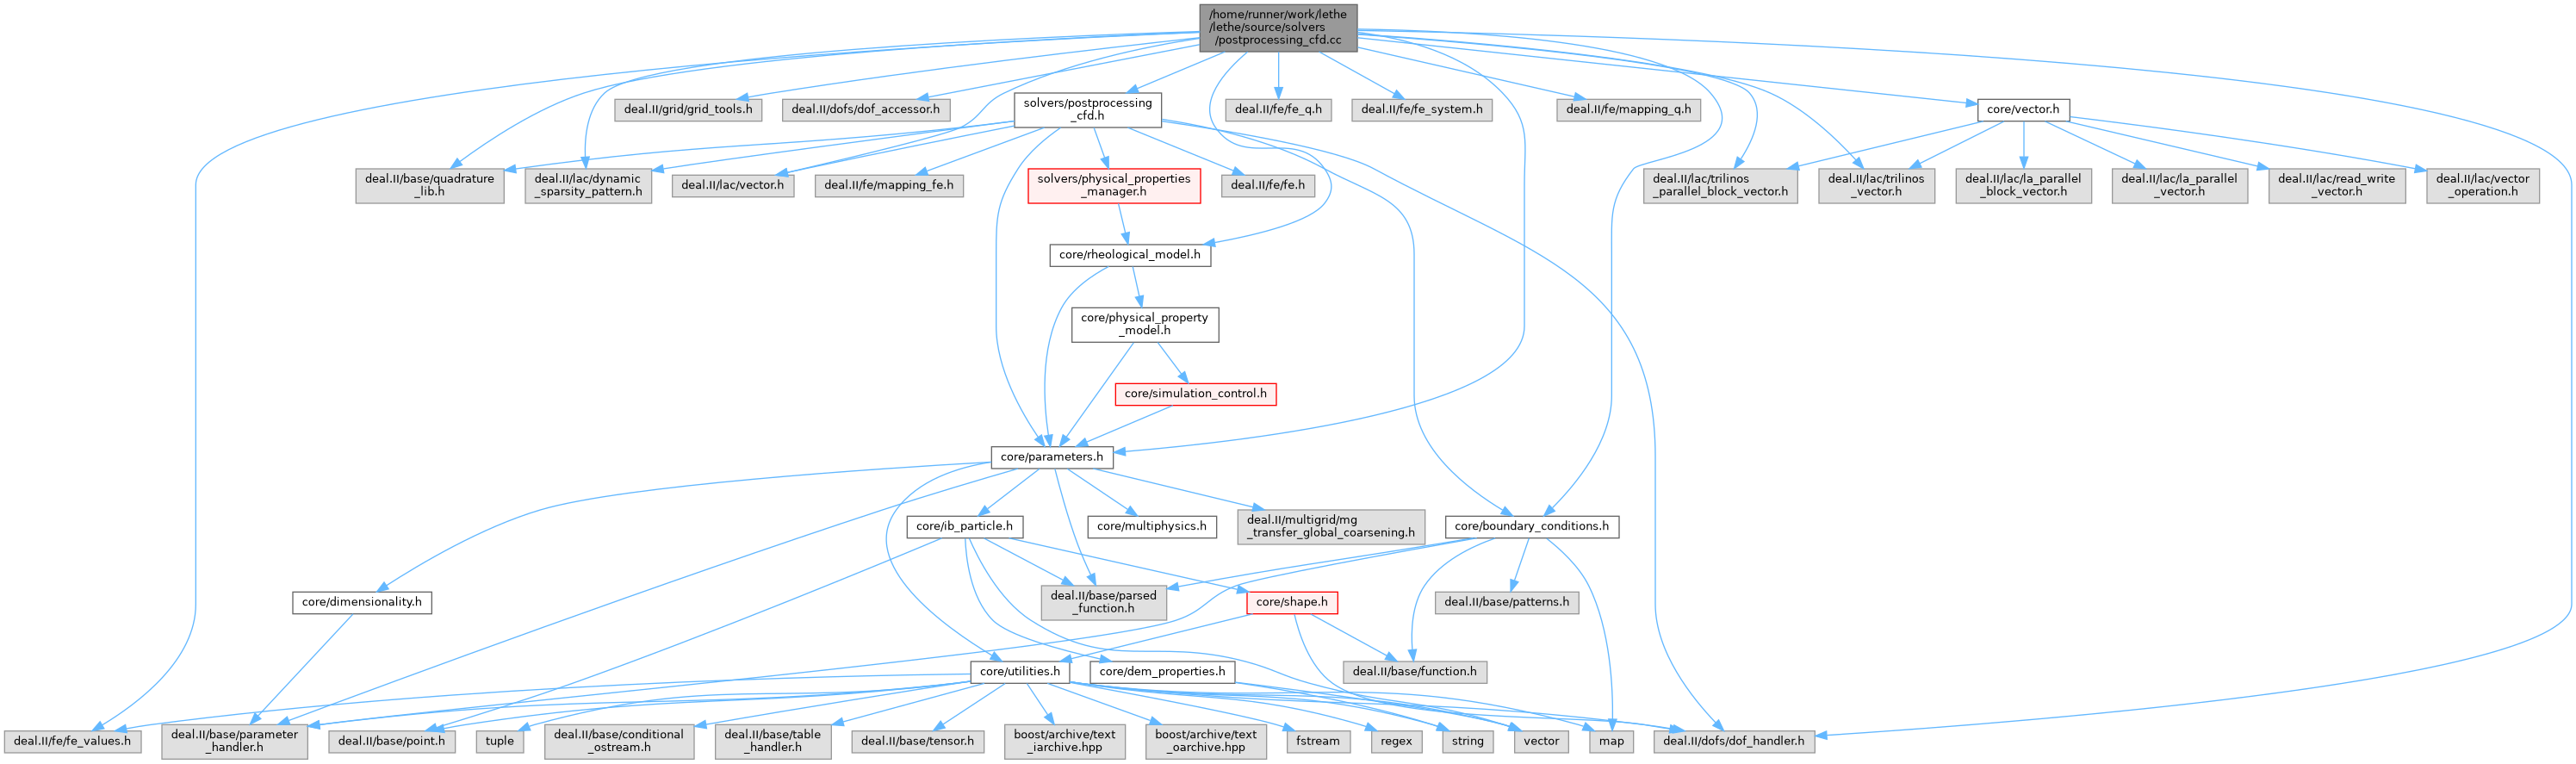 /home/runner/work/lethe
/lethe/source/solvers
/postprocessing_cfd.cc
deal.II/grid/grid_tools.h
deal.II/dofs/dof_accessor.h
solvers/postprocessing
_cfd.h
deal.II/fe/fe_q.h
deal.II/fe/fe_system.h
deal.II/fe/mapping_q.h
core/vector.h
deal.II/base/quadrature
_lib.h
deal.II/lac/dynamic
_sparsity_pattern.h
deal.II/lac/vector.h
deal.II/fe/mapping_fe.h
solvers/physical_properties
_manager.h
deal.II/fe/fe.h
deal.II/lac/trilinos
_parallel_block_vector.h
deal.II/lac/trilinos
_vector.h
deal.II/lac/la_parallel
_block_vector.h
deal.II/lac/la_parallel
_vector.h
deal.II/lac/read_write
_vector.h
deal.II/lac/vector
_operation.h
core/rheological_model.h
core/physical_property
_model.h
core/simulation_control.h
core/parameters.h
core/ib_particle.h
core/multiphysics.h
deal.II/multigrid/mg
_transfer_global_coarsening.h
core/boundary_conditions.h
core/dimensionality.h
deal.II/base/parsed
_function.h
core/shape.h
deal.II/base/patterns.h
core/utilities.h
core/dem_properties.h
deal.II/base/function.h
deal.II/fe/fe_values.h
deal.II/base/parameter
_handler.h
deal.II/base/point.h
tuple
deal.II/base/conditional
_ostream.h
deal.II/base/table
_handler.h
deal.II/base/tensor.h
boost/archive/text
_iarchive.hpp
boost/archive/text
_oarchive.hpp
fstream
regex
string
vector
map
deal.II/dofs/dof_handler.h